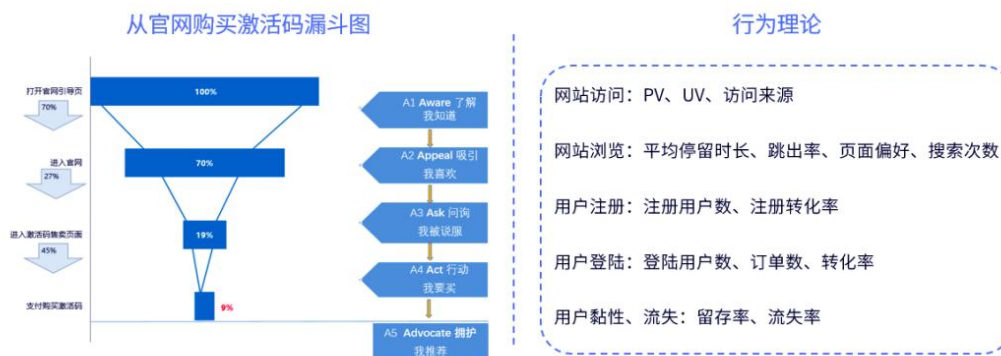 从官网购买激活码漏斗图
打开官网引导页
70%
进入官网
27%
进入激活码售卖页面
45%
支付购买激活码
100%
70%
19%
9%
A1 Aware 了解
我知道
A2 Appeal 吸引
我喜欢
A3 Ask 问询
我被说服
A4 Act 行动
我要买
A5 Advocate 拥护
我推荐
行为理论
网站访问：PV、UV、访问来源
网站浏览：平均停留时长、跳出率、页面偏好、搜索次数
用户注册：注册用户数、注册转化率
用户登陆：登陆用户数、订单数、转化率
用户黏性、流失：留存率、流失率